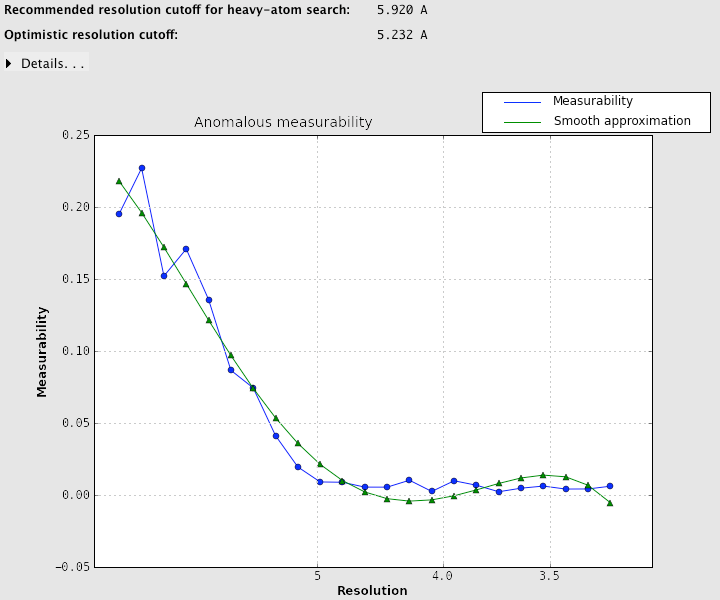 Recommended resolution cutoff for heavy-atom search: 5.920 A
Optimistic resolution cutoff: 5.232 A
Details. . .
Measurability
Smooth approximation
Anomalous measurability
0.25
0.20
0.15
0.10
0.05
0.00
−0.05
Measurability
5 4.0 3.5
Resolution